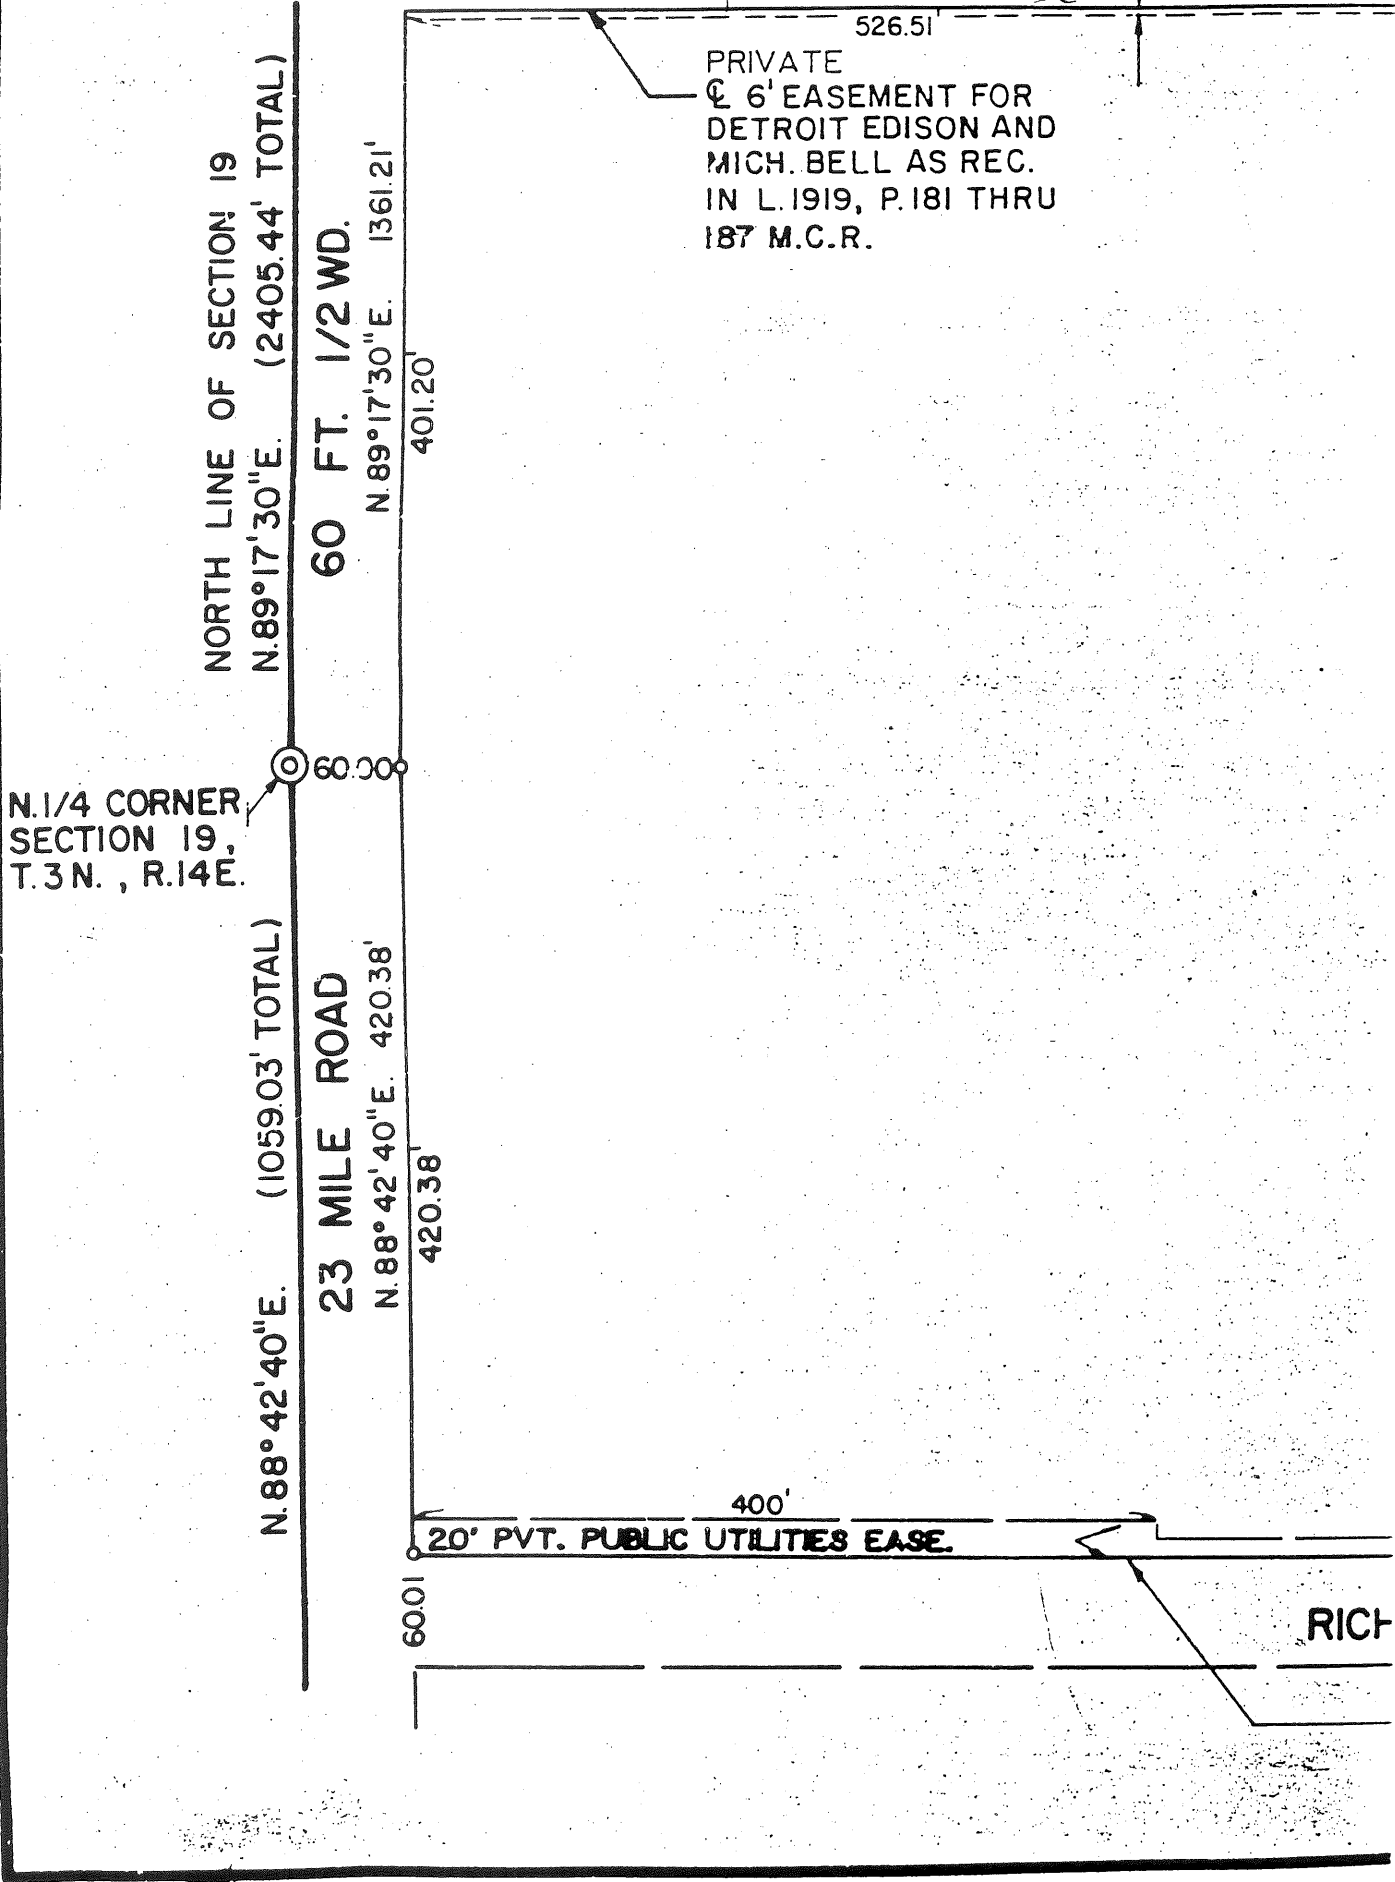 526.51'
PRIVATE
℄ 6' EASEMENT FOR
DETROIT EDISON AND
MICH. BELL AS REC.
IN L.1919, P.181 THRU
187 M.C.R.
NORTH LINE OF SECTION 19
N.89°17'30"E. (2405.44' TOTAL)
60 FT. 1/2 WD.
N.89°17'30"E. 1361.21'
401.20'
60.00
N.1/4 CORNER
SECTION 19,
T.3N., R.14E.
N.88°42'40"E. (1059.03' TOTAL)
23 MILE ROAD
N.88°42'40"E. 420.38'
420.38
400'
20' PVT. PUBLIC UTILITIES EASE.
60.01